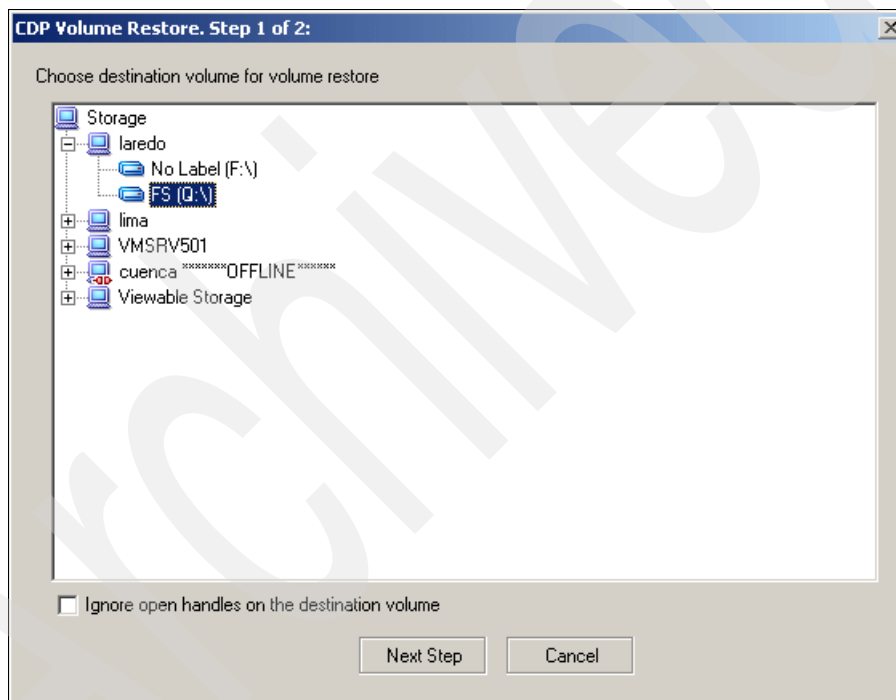 CDP Volume Restore. Step 1 of 2:
Choose destination volume for volume restore
Storage
laredo
No Label (F:\)
FS (Q:\)
lima
VMSRV501
cuenca *******OFFLINE******
Viewable Storage
Ignore open handles on the destination volume
Next Step
Cancel